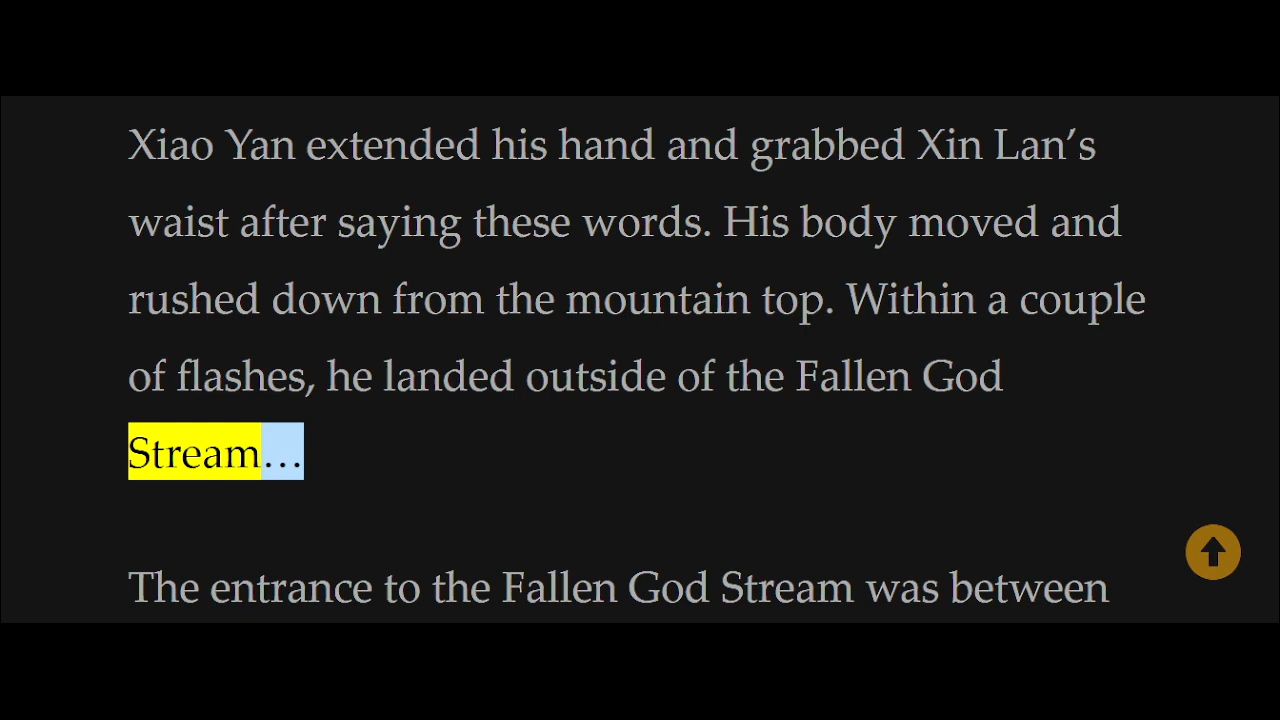 Xiao Yan extended his hand and grabbed Xin Lan’s
waist after saying these words. His body moved and
rushed down from the mountain top. Within a couple
of flashes, he landed outside of the Fallen God
Stream…
The entrance to the Fallen God Stream was between